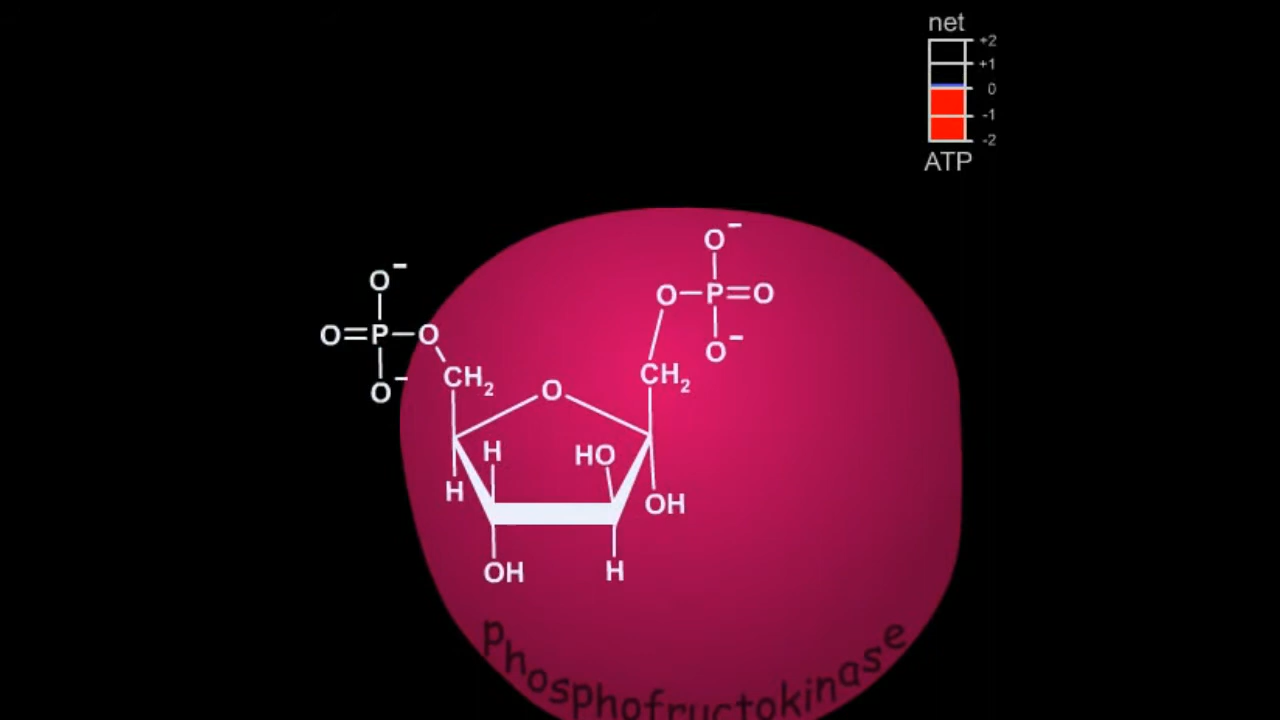 net
+2
+1
0
-1
-2
ATP
O⁻
O–P=O
O⁻
O⁻
O=P–O
O⁻
CH₂
CH₂
O
H
HO
H
OH
OH
H
phosphofructokinase